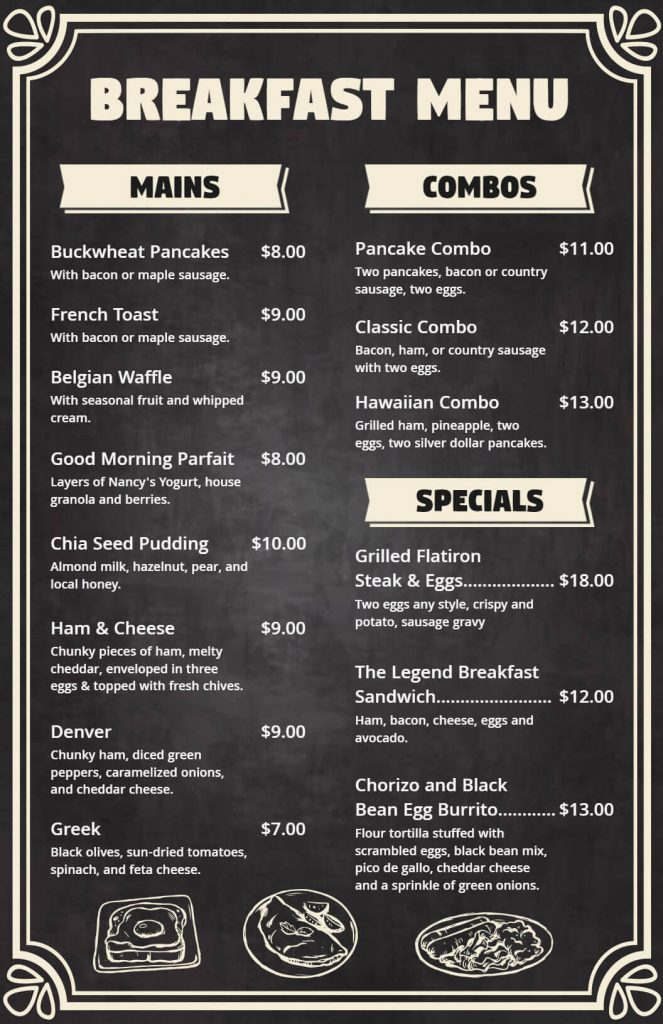 BREAKFAST MENU
MAINS
Buckwheat Pancakes $8.00
With bacon or maple sausage.
French Toast $9.00
With bacon or maple sausage.
Belgian Waffle $9.00
With seasonal fruit and whipped
cream.
Good Morning Parfait $8.00
Layers of Nancy's Yogurt, house
granola and berries.
Chia Seed Pudding $10.00
Almond milk, hazelnut, pear, and
local honey.
Ham & Cheese $9.00
Chunky pieces of ham, melty
cheddar, enveloped in three
eggs & topped with fresh chives.
Denver $9.00
Chunky ham, diced green
peppers, caramelized onions,
and cheddar cheese.
Greek $7.00
Black olives, sun-dried tomatoes,
spinach, and feta cheese.
COMBOS
Pancake Combo $11.00
Two pancakes, bacon or country
sausage, two eggs.
Classic Combo $12.00
Bacon, ham, or country sausage
with two eggs.
Hawaiian Combo $13.00
Grilled ham, pineapple, two
eggs, two silver dollar pancakes.
SPECIALS
Grilled Flatiron
Steak & Eggs................... $18.00
Two eggs any style, crispy and
potato, sausage gravy
The Legend Breakfast
Sandwich........................ $12.00
Ham, bacon, cheese, eggs and
avocado.
Chorizo and Black
Bean Egg Burrito............ $13.00
Flour tortilla stuffed with
scrambled eggs, black bean mix,
pico de gallo, cheddar cheese
and a sprinkle of green onions.